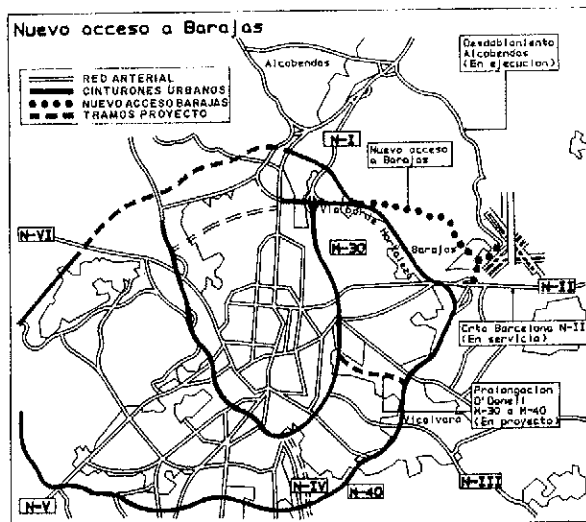 Nuevo acceso a Barajas
RED ARTERIAL
CINTURONES URBANOS
NUEVO ACCESO BARAJAS
TRAMOS PROYECTO
Alcobendas
Desdoblamiento
Alcobendas
(En ejecucion)
N-I
Nuevo acceso
a Barajas
N-VI
M-30
Hortaleza
Barajas
N-II
Crta Barcelona N-II
(En servicio)
Prolongacion
O'Donell
M-30 a M-40
(En proyecto)
Vicalvaro
N-III
N-IV
M-40
N-V